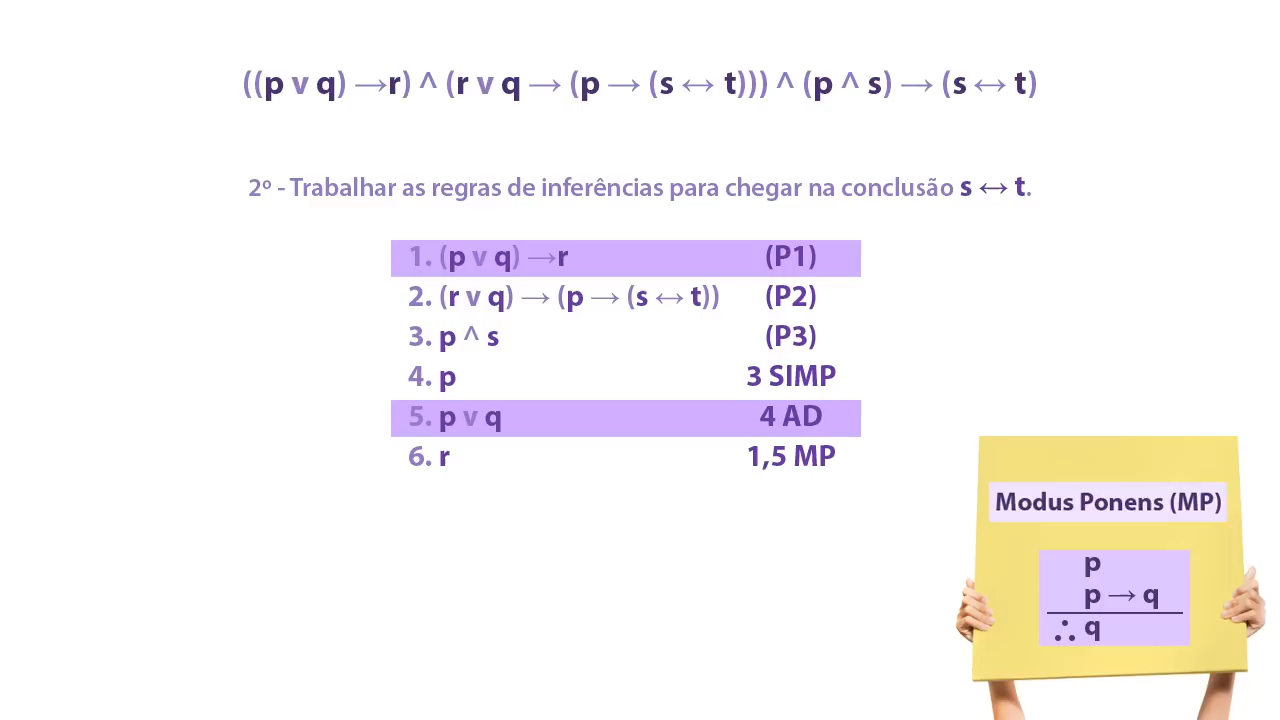 ((p v q) →r) ^ (r v q → (p → (s ↔ t))) ^ (p ^ s) → (s ↔ t)
2º - Trabalhar as regras de inferências para chegar na conclusão s ↔ t.
1. (p v q) →r (P1)
2. (r v q) → (p → (s ↔ t)) (P2)
3. p ^ s (P3)
4. p 3 SIMP
5. p v q 4 AD
6. r 1,5 MP
Modus Ponens (MP)
p
p → q
∴ q